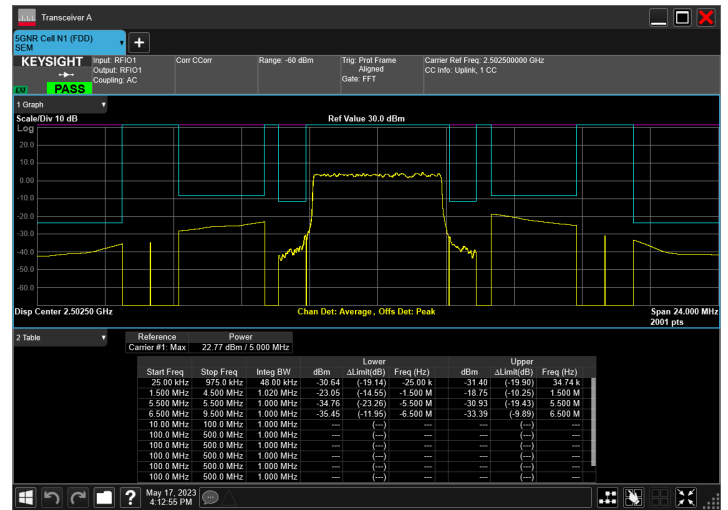 Transceiver A
5GNR Cell N1 (FDD)
SEM
KEYSIGHT
LXI
PASS
Input: RFIO1
Output: RFIO1
Coupling: AC
Corr CCorr
Range: -60 dBm
Trig: Prot Frame
Aligned
Gate: FFT
Carrier Ref Freq: 2.502500000 GHz
CC Info: Uplink, 1 CC
1 Graph
Scale/Div 10 dB
Ref Value 30.0 dBm
Log
20.0
10.0
0.00
-10.0
-20.0
-30.0
-40.0
-50.0
-60.0
Disp Center 2.50250 GHz
Chan Det: Average , Offs Det: Peak
Span 24.000 MHz
2001 pts
2 Table
Reference Power
Carrier #1: Max 22.77 dBm / 5.000 MHz
Lower Upper
Start Freq Stop Freq Integ BW dBm ΔLimit(dB) Freq (Hz) dBm ΔLimit(dB) Freq (Hz)
25.00 kHz 975.0 kHz 48.00 kHz -30.64 (-19.14) -25.00 k -31.40 (-19.90) 34.74 k
1.500 MHz 4.500 MHz 1.020 MHz -23.05 (-14.55) -1.500 M -18.75 (-10.25) 1.500 M
5.500 MHz 5.500 MHz 1.000 MHz -34.76 (-23.26) -5.500 M -30.93 (-19.43) 5.500 M
6.500 MHz 9.500 MHz 1.000 MHz -35.45 (-11.95) -6.500 M -33.39 (-9.89) 6.500 M
10.00 MHz 100.0 MHz 1.000 MHz --- (---) --- --- (---) ---
100.0 MHz 500.0 MHz 1.000 MHz --- (---) --- --- (---) ---
100.0 MHz 500.0 MHz 1.000 MHz --- (---) --- --- (---) ---
100.0 MHz 500.0 MHz 1.000 MHz --- (---) --- --- (---) ---
100.0 MHz 500.0 MHz 1.000 MHz --- (---) --- --- (---) ---
100.0 MHz 500.0 MHz 1.000 MHz --- (---) --- --- (---) ---
May 17, 2023
4:12:55 PM